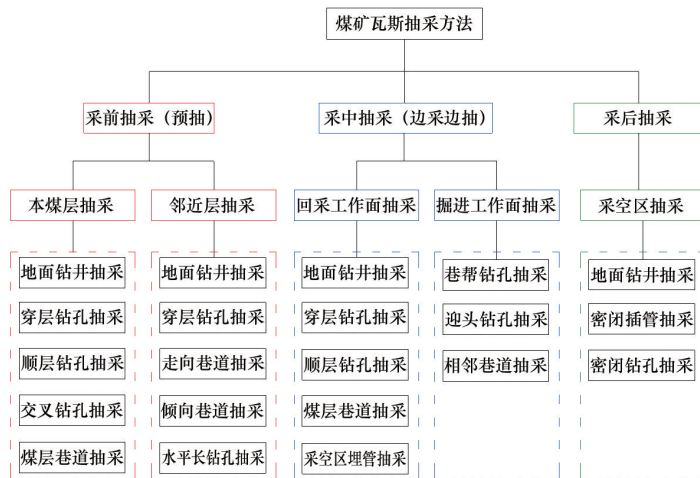 煤矿瓦斯抽采方法
采前抽采（预抽）
采中抽采（边采边抽）
采后抽采
本煤层抽采
邻近层抽采
回采工作面抽采
掘进工作面抽采
采空区抽采
地面钻井抽采
穿层钻孔抽采
顺层钻孔抽采
交叉钻孔抽采
煤层巷道抽采
地面钻井抽采
穿层钻孔抽采
走向巷道抽采
倾向巷道抽采
水平长钻孔抽采
地面钻井抽采
穿层钻孔抽采
顺层钻孔抽采
煤层巷道抽采
采空区埋管抽采
巷帮钻孔抽采
迎头钻孔抽采
相邻巷道抽采
地面钻井抽采
密闭插管抽采
密闭钻孔抽采